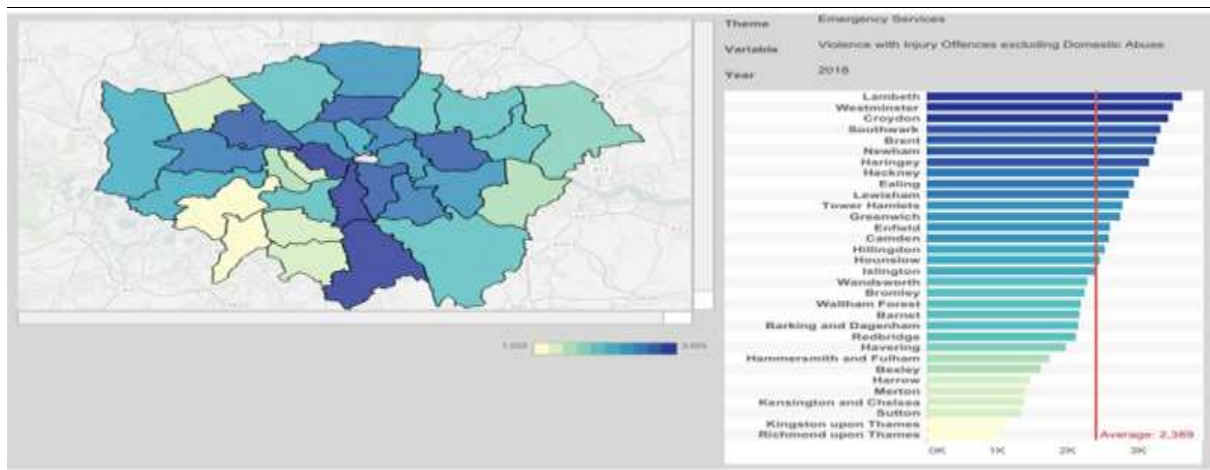 Theme Emergency Services
Variable Violence with Injury Offences excluding Domestic Abuse
Year 2018
Lambeth
Westminster
Croydon
Southwark
Brent
Newham
Haringey
Hackney
Ealing
Lewisham
Tower Hamlets
Greenwich
Enfield
Camden
Hillingdon
Hounslow
Islington
Wandsworth
Bromley
Waltham Forest
Barnet
Barking and Dagenham
Redbridge
Havering
Hammersmith and Fulham
Bexley
Harrow
Merton
Kensington and Chelsea
Sutton
Kingston upon Thames
Richmond upon Thames
Average: 2,389
0K 1K 2K 3K